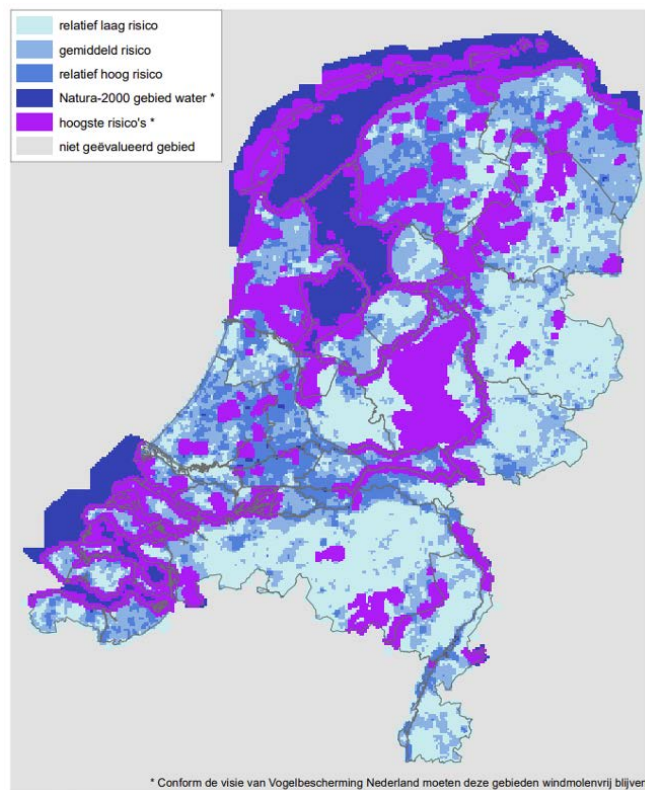 relatief laag risico
gemiddeld risico
relatief hoog risico
Natura-2000 gebied water *
hoogste risico's *
niet geëvalueerd gebied
* Conform de visie van Vogelbescherming Nederland moeten deze gebieden windmolenvrij blijven